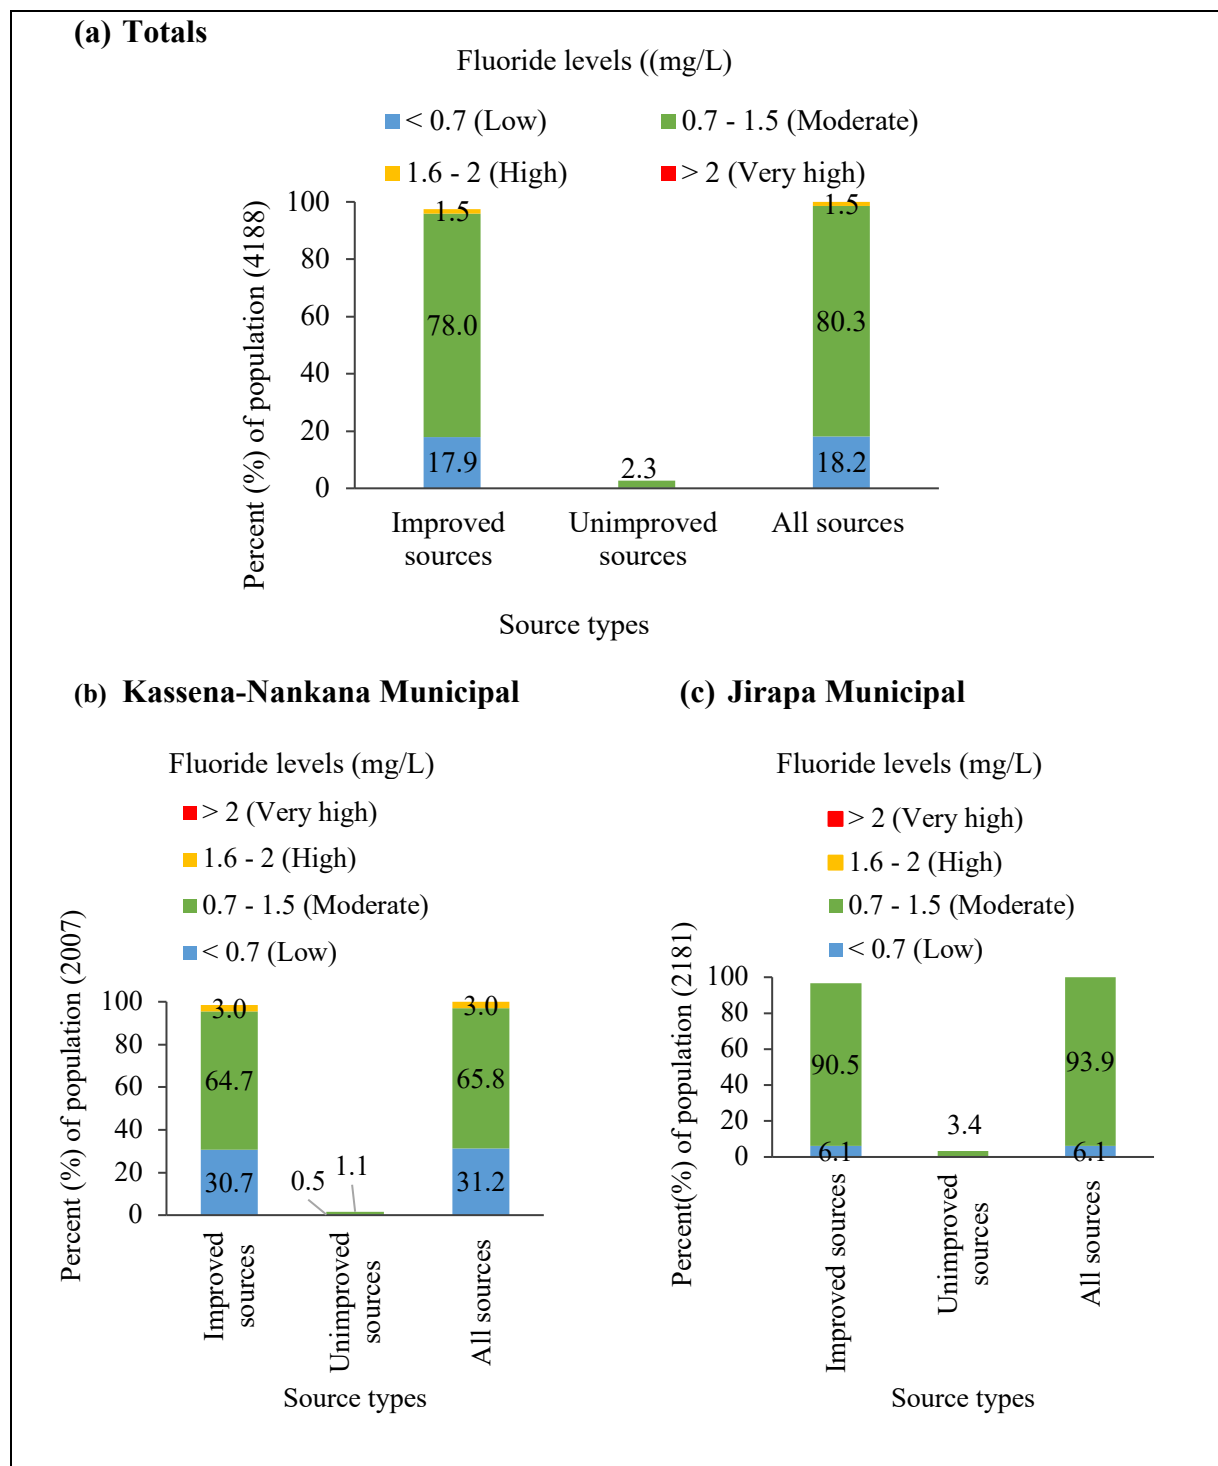 (a) Totals
Fluoride levels ((mg/L)
< 0.7 (Low)
0.7 - 1.5 (Moderate)
1.6 - 2 (High)
> 2 (Very high)
Percent (%) of population (4188)
100
80
60
40
20
0
1.5
78.0
17.9
2.3
1.5
80.3
18.2
Improved
sources
Unimproved
sources
All sources
Source types
(b) Kassena-Nankana Municipal
Fluoride levels (mg/L)
> 2 (Very high)
1.6 - 2 (High)
0.7 - 1.5 (Moderate)
< 0.7 (Low)
Percent (%) of population (2007)
100
80
60
40
20
0
3.0
64.7
30.7
0.5
1.1
3.0
65.8
31.2
Improved
sources
Unimproved
sources
All sources
Source types
(c) Jirapa Municipal
Fluoride levels (mg/L)
> 2 (Very high)
1.6 - 2 (High)
0.7 - 1.5 (Moderate)
< 0.7 (Low)
Percent(%) of population (2181)
100
80
60
40
20
0
90.5
6.1
3.4
93.9
6.1
Improved sources
Unimproved
sources
All sources
Source types